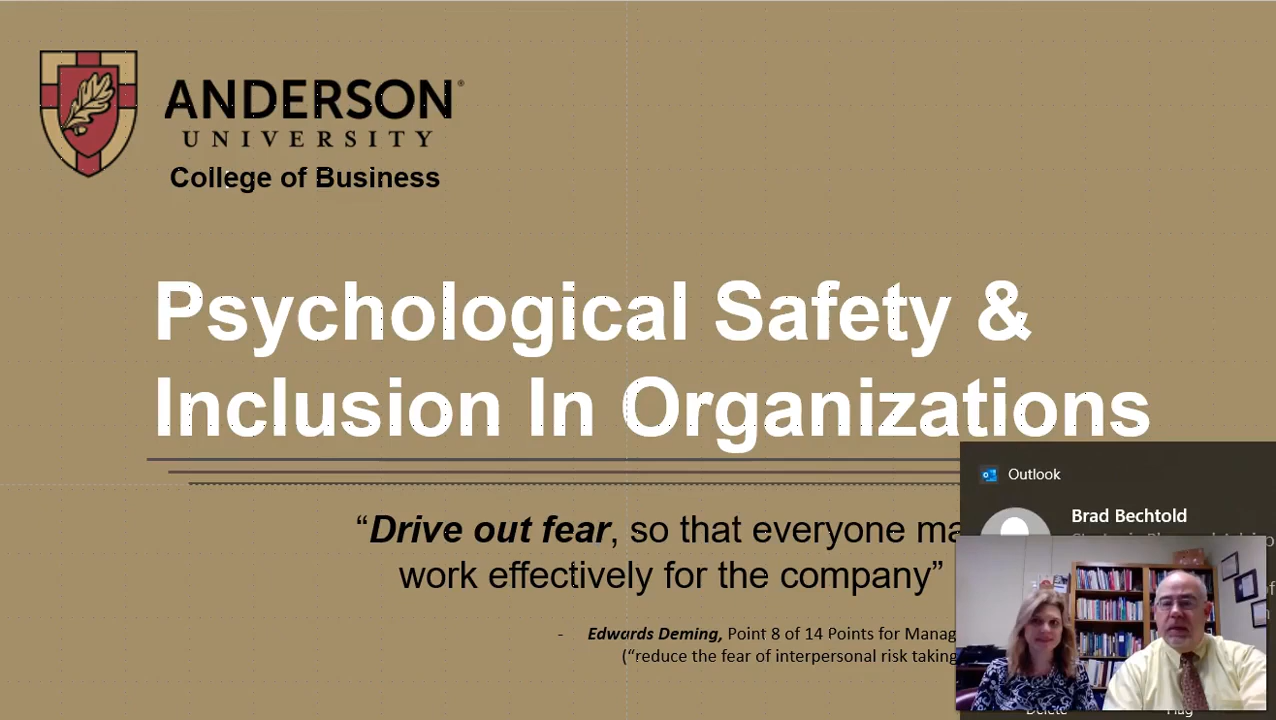 ANDERSON®
UNIVERSITY
College of Business
Psychological Safety &
Inclusion In Organizations
Outlook
Brad Bechtold
“Drive out fear, so that everyone ma
work effectively for the company”
- Edwards Deming, Point 8 of 14 Points for Manag
(“reduce the fear of interpersonal risk taking
Delete
Flag